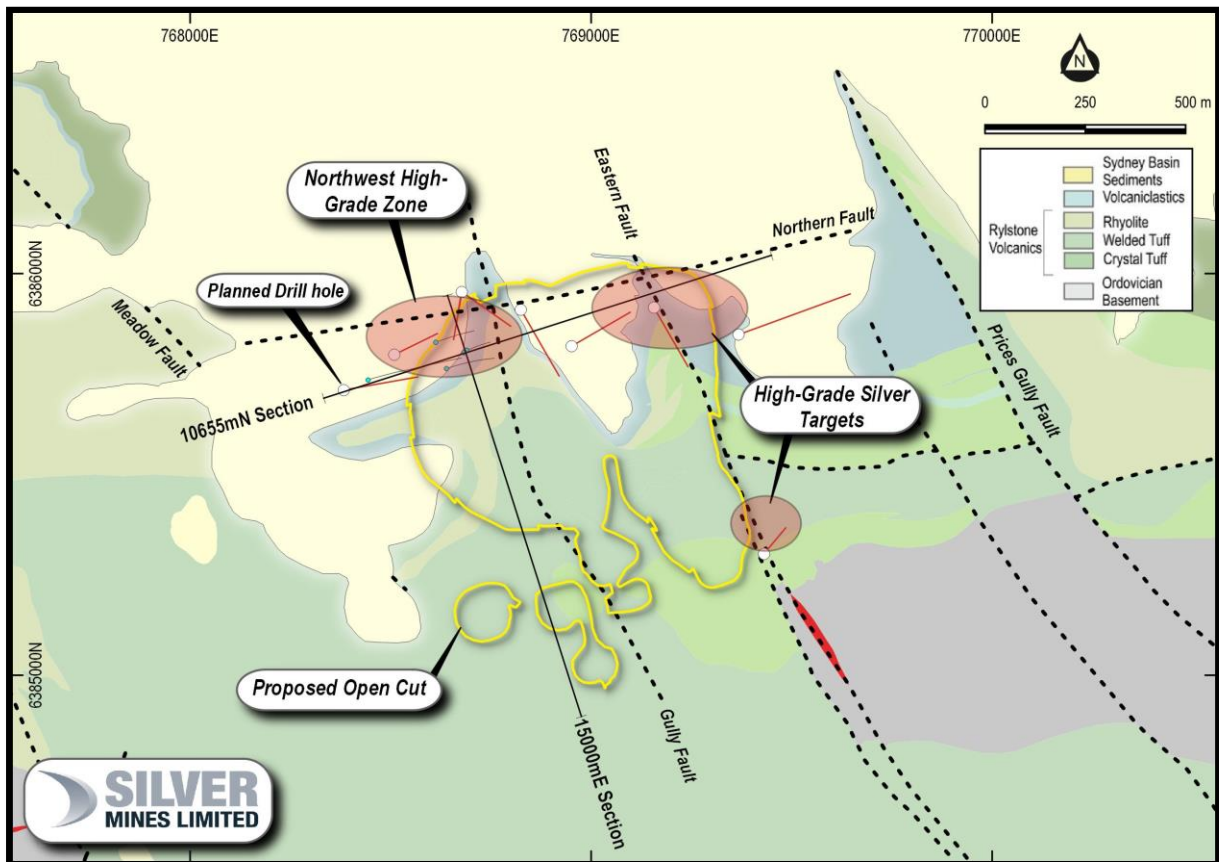 768000E
769000E
770000E
N
0
250
500 m
Sydney Basin
Sediments
Volcaniclastics
Rylstone
Volcanics
Rhyolite
Welded Tuff
Crystal Tuff
Ordovician
Basement
Northwest High-
Grade Zone
Eastern Fault
Northern Fault
6386000N
Planned Drill hole
Meadow Fault
10655mN Section
High-Grade Silver
Targets
Prices Gully Fault
6385000N
Proposed Open Cut
Gully Fault
15000mE Section
SILVER
MINES LIMITED